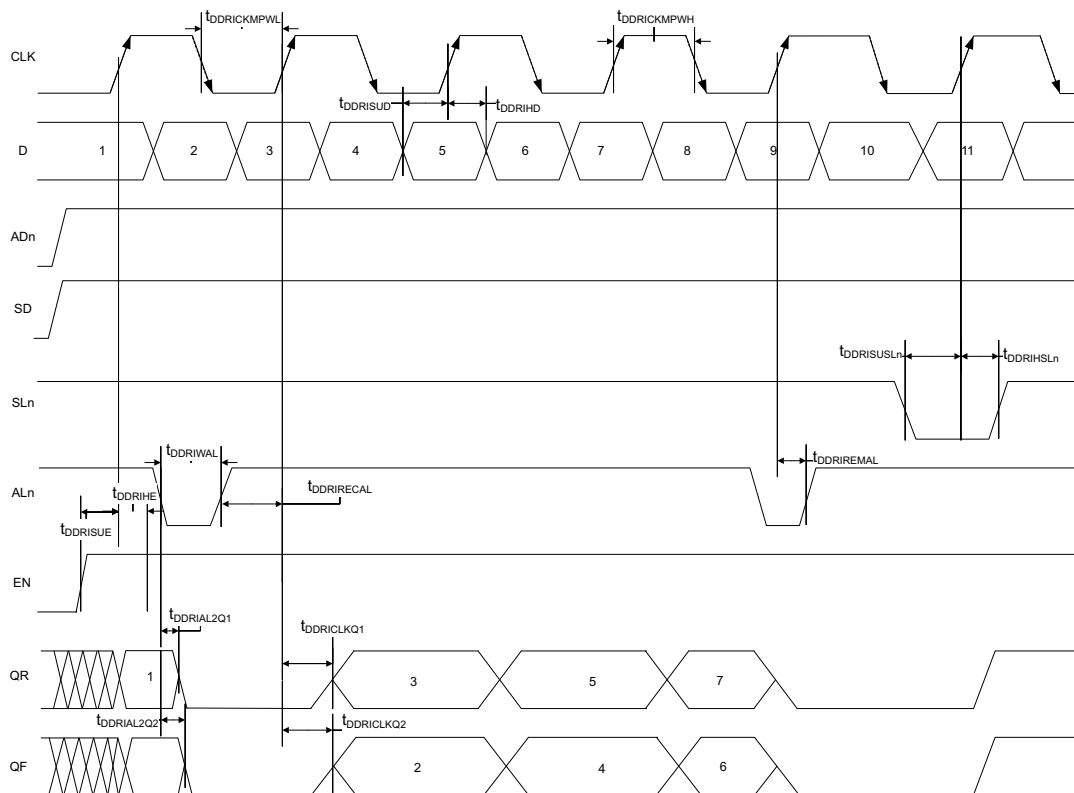 tDDRICKMPWL
tDDRICKMPWH
CLK
tDDRISUD
tDDRIHD
D
1 2 3 4 5 6 7 8 9 10 11
ADn
SD
tDDRISUSLn
tDDRIHSLn
SLn
tDDRIWAL
tDDRIREMAL
ALn
tDDRIHE
tDDRIRECAL
tDDRISUE
EN
tDDRIAL2Q1
tDDRICLKQ1
QR
1 3 5 7
tDDRIAL2Q2
tDDRICLKQ2
QF
2 4 6